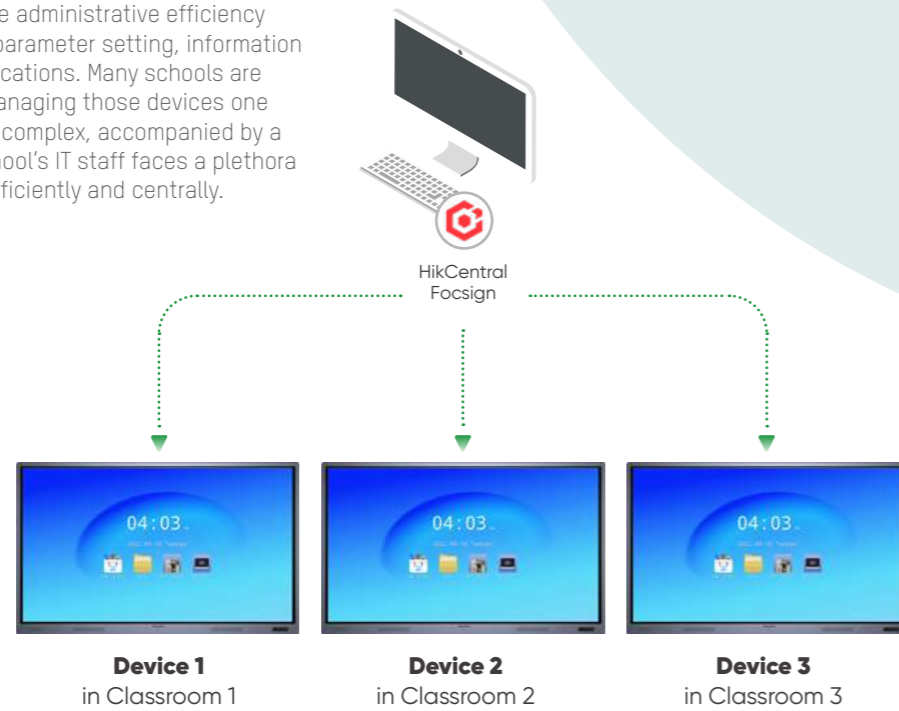 e administrative efficiency
parameter setting, information
cations. Many schools are
anaging those devices one
complex, accompanied by a
ool's IT staff faces a plethora
ficiently and centrally.
HikCentral
Focsign
04:03
04:03
04:03
Device 1
in Classroom 1
Device 2
in Classroom 2
Device 3
in Classroom 3